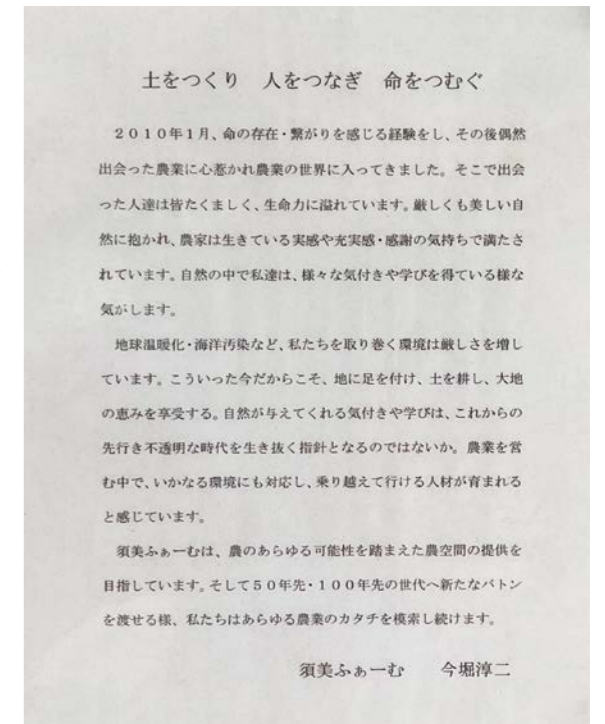 土をつくり　人をつなぎ　命をつむぐ
２０１０年１月、命の存在・繋がりを感じる経験をし、その後偶然
出会った農業に心惹かれ農業の世界に入ってきました。そこで出会
った人達は皆たくましく、生命力に溢れています。厳しくも美しい自
然に抱かれ、農家は生きている実感や充実感・感謝の気持ちで満たさ
れています。自然の中で私達は、様々な気付きや学びを得ている様な
気がします。
地球温暖化・海洋汚染など、私たちを取り巻く環境は厳しさを増し
ています。こういった今だからこそ、地に足を付け、土を耕し、大地
の恵みを享受する。自然が与えてくれる気付きや学びは、これからの
先行き不透明な時代を生き抜く指針となるのではないか。農業を営
む中で、いかなる環境にも対応し、乗り越えて行ける人材が育まれる
と感じています。
須美ふぁーむは、農のあらゆる可能性を踏まえた農空間の提供を
目指しています。そして５０年先・１００年先の世代へ新たなバトン
を渡せる様、私たちはあらゆる農業のカタチを模索し続けます。
須美ふぁーむ　今堀淳二